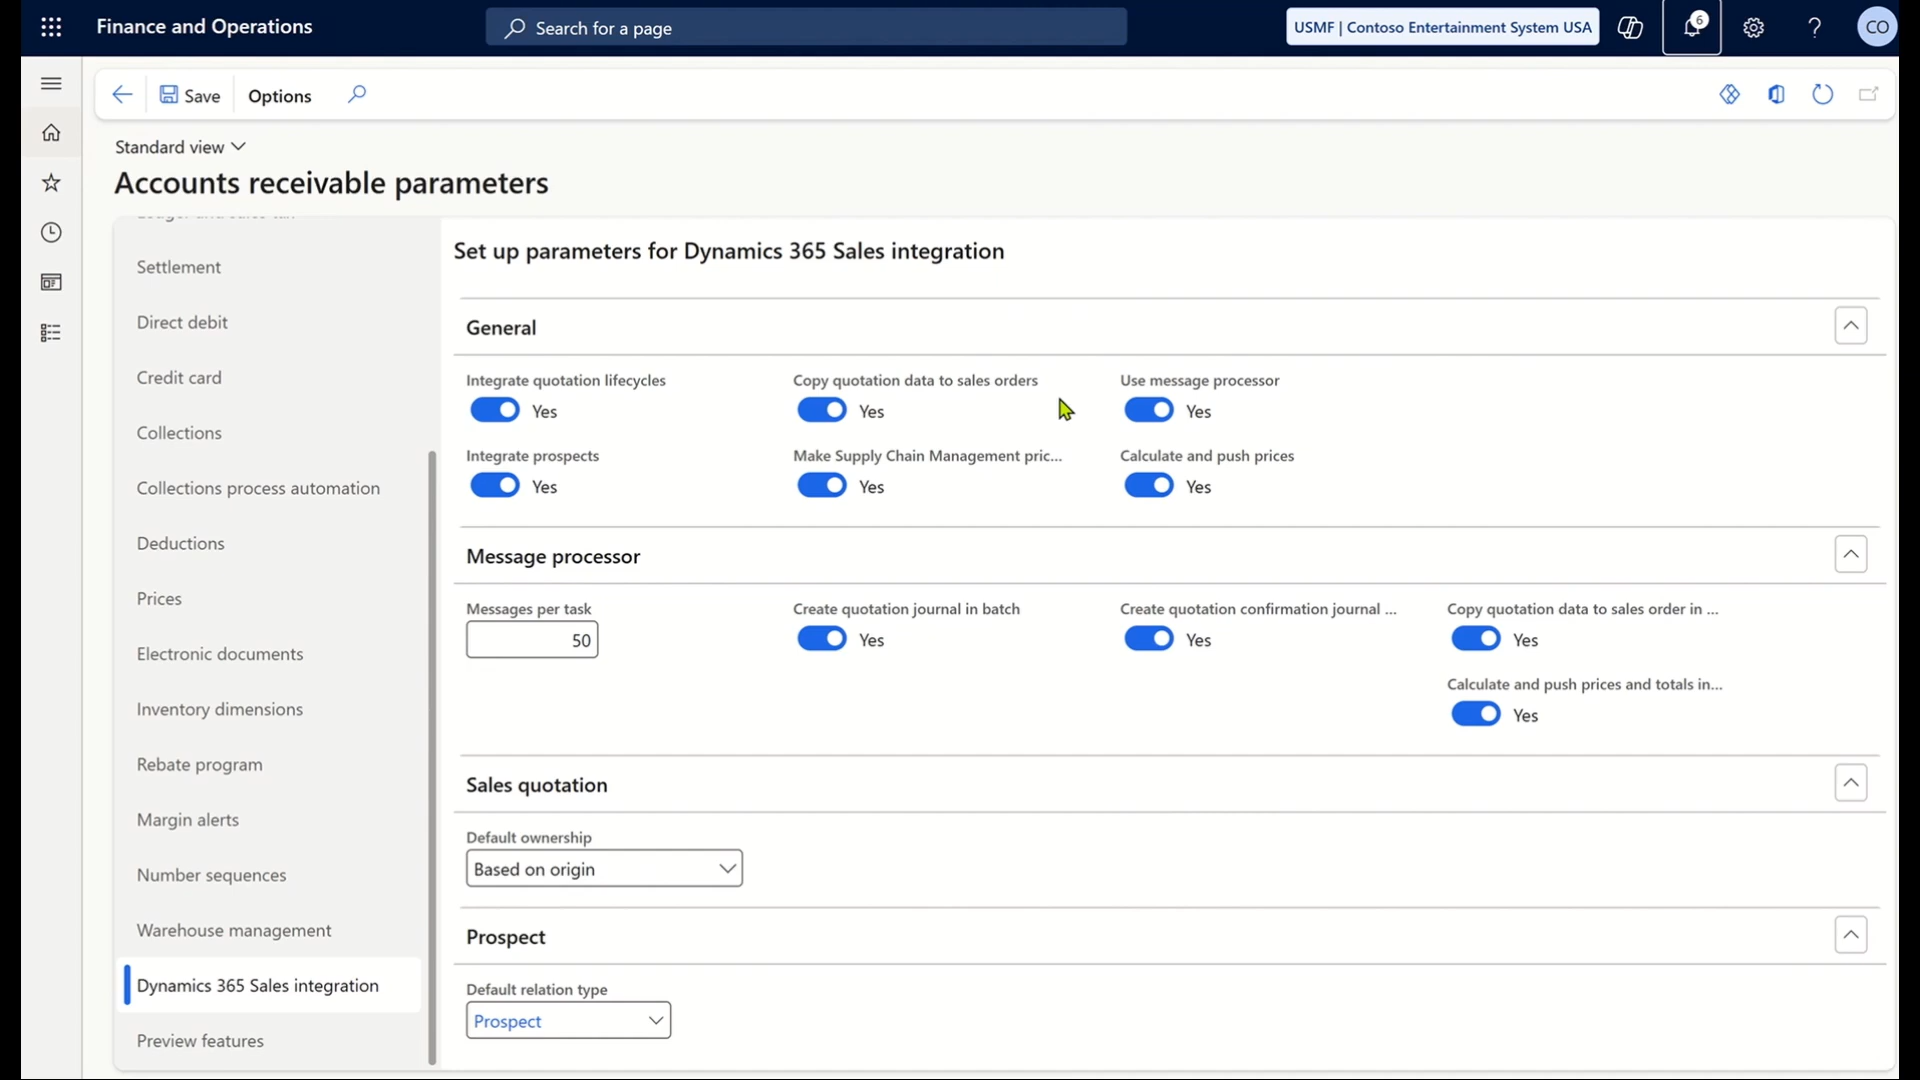 Finance and Operations
Search for a page
USMF | Contoso Entertainment System USA
6
?
CO
Save
Options
Standard view
Accounts receivable parameters
Settlement
Direct debit
Credit card
Collections
Collections process automation
Deductions
Prices
Electronic documents
Inventory dimensions
Rebate program
Margin alerts
Number sequences
Warehouse management
Dynamics 365 Sales integration
Preview features
Set up parameters for Dynamics 365 Sales integration
General
Integrate quotation lifecycles
Yes
Copy quotation data to sales orders
Yes
Use message processor
Yes
Integrate prospects
Yes
Make Supply Chain Management pric...
Yes
Calculate and push prices
Yes
Message processor
Messages per task
50
Create quotation journal in batch
Yes
Create quotation confirmation journal ...
Yes
Copy quotation data to sales order in ...
Yes
Calculate and push prices and totals in...
Yes
Sales quotation
Default ownership
Based on origin
Prospect
Default relation type
Prospect